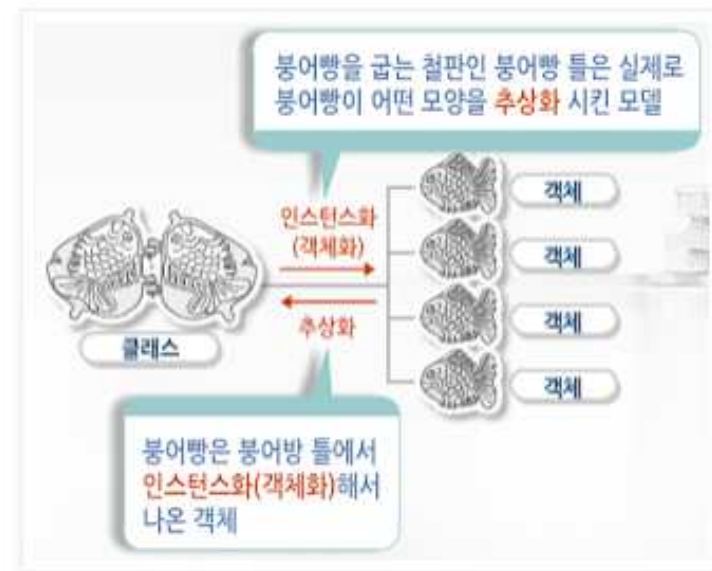 붕어빵을 굽는 철판인 붕어빵 틀은 실제로
붕어빵이 어떤 모양을 추상화 시킨 모델
인스턴스화
(객체화)
추상화
클래스
객체
객체
객체
객체
붕어빵은 붕어방 틀에서
인스턴스화(객체화)해서
나온 객체